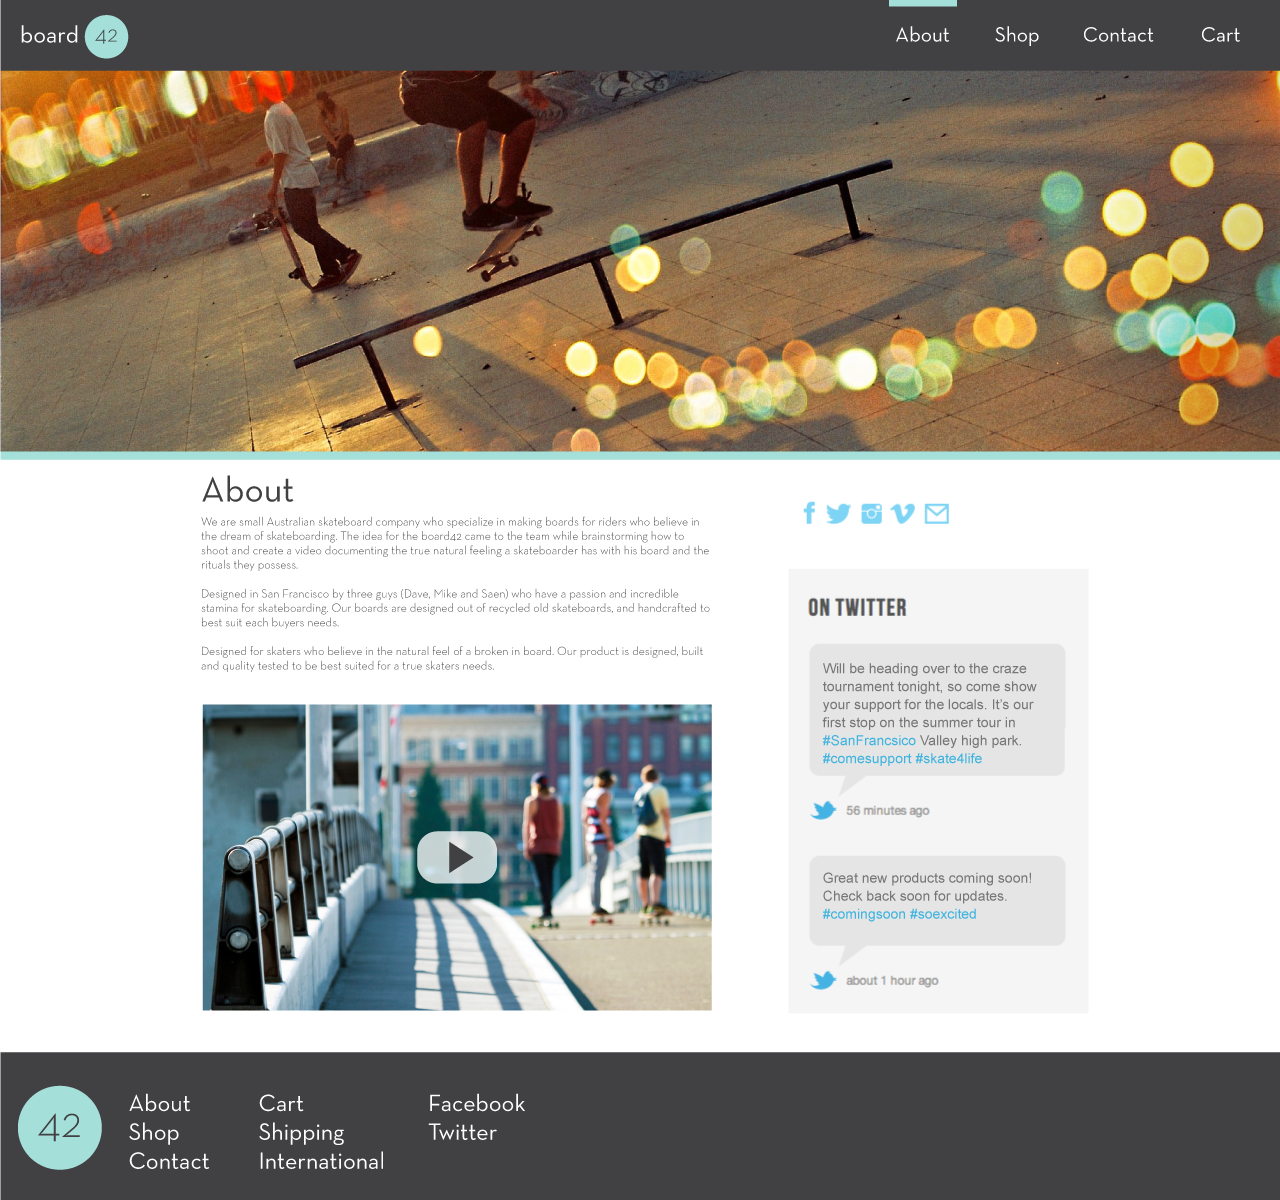 board 42
About Shop Contact Cart
About
We are small Australian skateboard company who specialize in making boards for riders who believe in
the dream of skateboarding. The idea for the board42 came to the team while brainstorming how to
shoot and create a video documenting the true natural feeling a skateboarder has with his board and the
rituals they possess.
Designed in San Francisco by three guys (Dave, Mike and Saen) who have a passion and incredible
stamina for skateboarding. Our boards are designed out of recycled old skateboards, and handcrafted to
best suit each buyers needs.
Designed for skaters who believe in the natural feel of a broken in board. Our product is designed, built
and quality tested to be best suited for a true skaters needs.
ON TWITTER
Will be heading over to the craze
tournament tonight, so come show
your support for the locals. It's our
first stop on the summer tour in
#SanFrancsico Valley high park.
#comesupport #skate4life
56 minutes ago
Great new products coming soon!
Check back soon for updates.
#comingsoon #soexcited
about 1 hour ago
42
About
Shop
Contact
Cart
Shipping
International
Facebook
Twitter